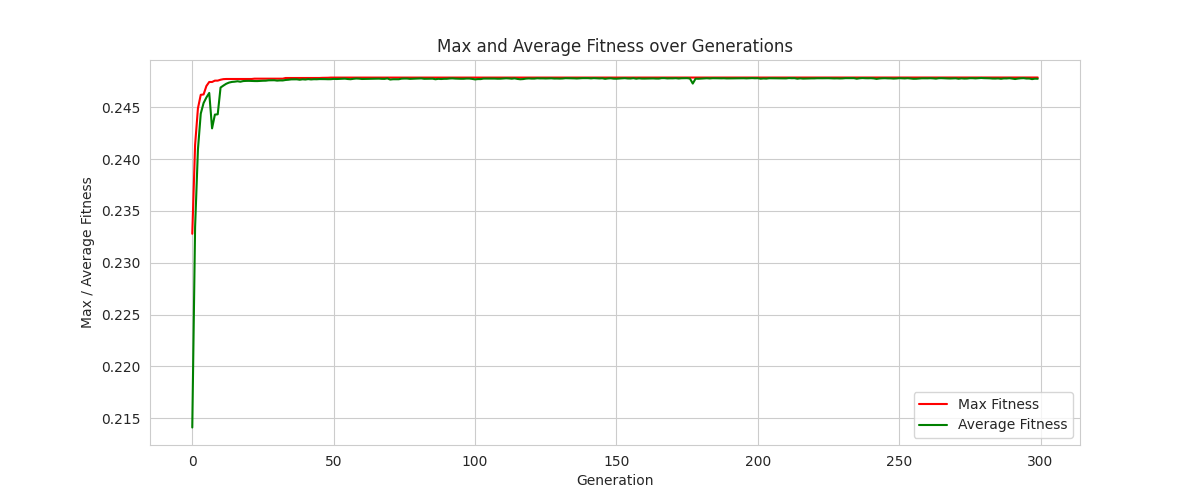 Max and Average Fitness over Generations
Max / Average Fitness
0.245
0.240
0.235
0.230
0.225
0.220
0.215
0 50 100 150 200 250 300
Generation
Max Fitness
Average Fitness